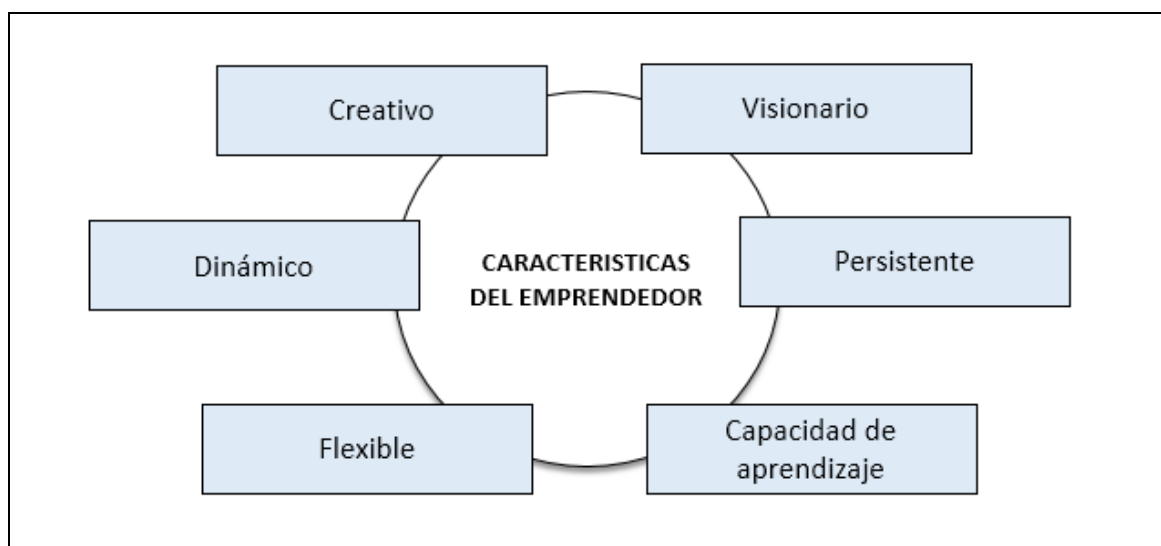 Creativo
Visionario
Dinámico
CARACTERISTICAS
DEL EMPRENDEDOR
Persistente
Flexible
Capacidad de
aprendizaje